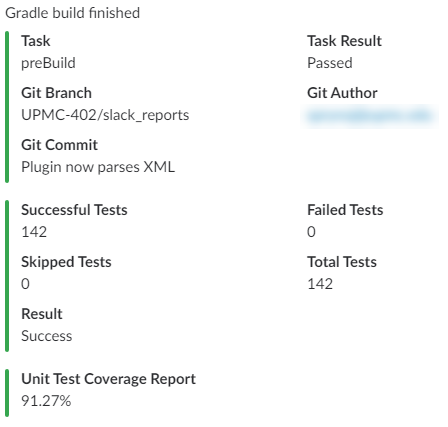 Gradle build finished
Task
Task Result
preBuild
Passed
Git Branch
Git Author
UPMC-402/slack_reports
Git Commit
Plugin now parses XML
Successful Tests
Failed Tests
142
0
Skipped Tests
Total Tests
0
142
Result
Success
Unit Test Coverage Report
91.27%